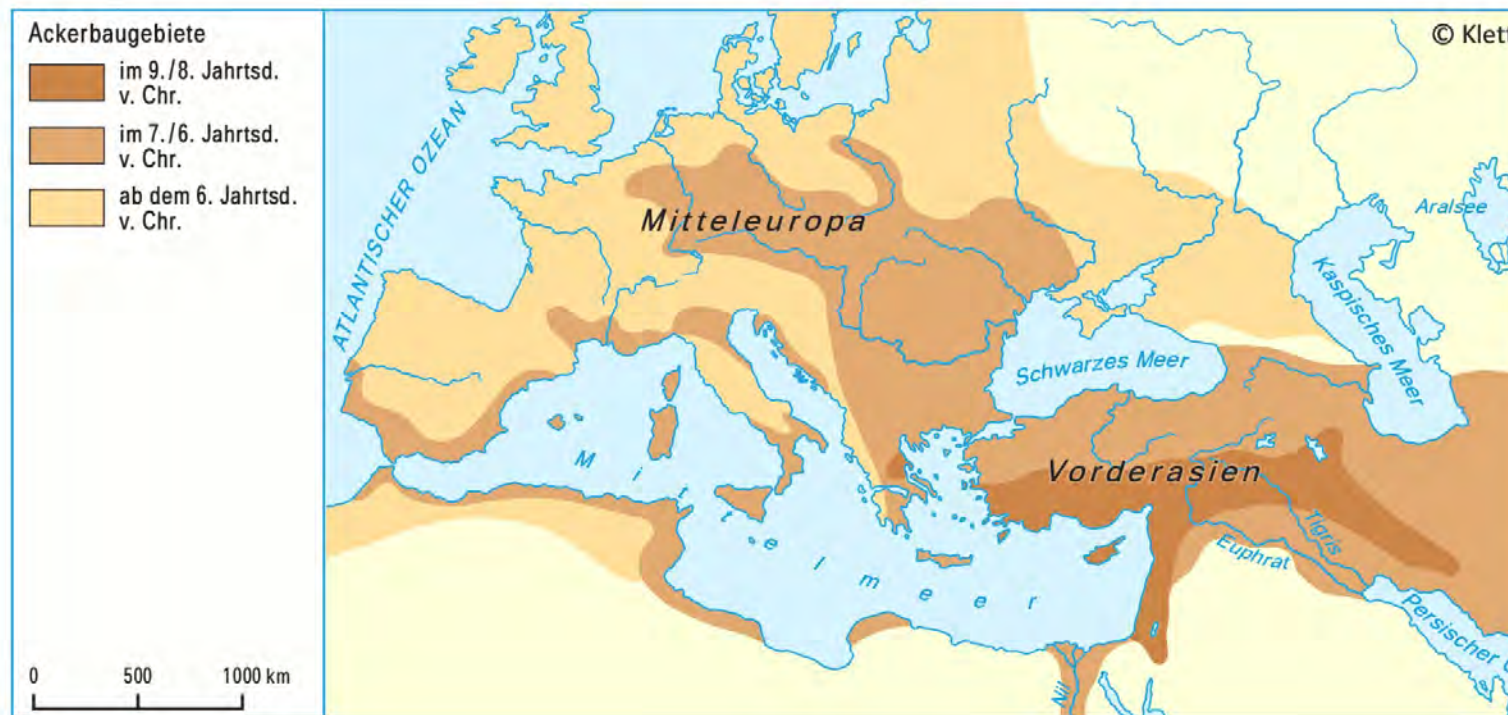 Ackerbaugebiete
im 9./8. Jahrtsd.
v. Chr.
im 7./6. Jahrtsd.
v. Chr.
ab dem 6. Jahrtsd.
v. Chr.
0 500 1000 km
© Klett
ATLANTISCHER OZEAN
Mitteleuropa
Aralsee
Kaspisches Meer
Schwarzes Meer
Vorderasien
Mittelmeer
Tigris
Euphrat
Persischer
Nil